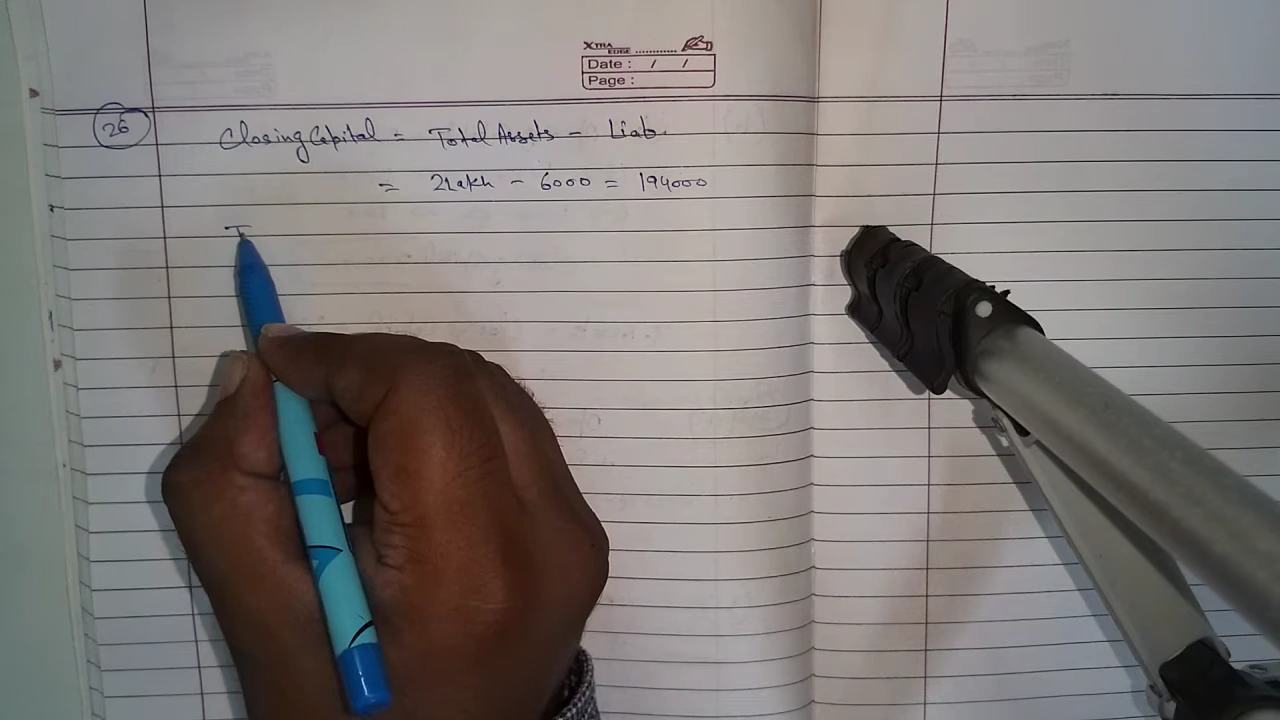 XTRA EDGE ............
Date : / /
Page :
26 Closing Capital = Total Assets - Liab.
= 2Lakh - 6000 = 194000